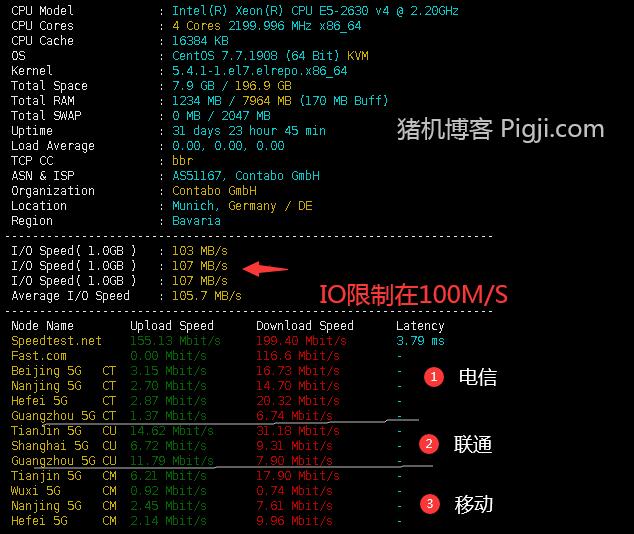 CPU Model : Intel(R) Xeon(R) CPU E5-2630 v4 @ 2.20GHz
CPU Cores : 4 Cores 2199.996 MHz x86_64
CPU Cache : 16384 KB
OS : CentOS 7.7.1908 (64 Bit) KVM
Kernel : 5.4.1-1.el7.elrepo.x86_64
Total Space : 7.9 GB / 196.9 GB
Total RAM : 1234 MB / 7964 MB (170 MB Buff)
Total SWAP : 0 MB / 2047 MB
Uptime : 31 days 23 hour 45 min
猪机博客 Pigji.com
Load Average : 0.00, 0.00, 0.00
TCP CC : bbr
ASN & ISP : AS51167, Contabo GmbH
Organization : Contabo GmbH
Location : Munich, Germany / DE
Region : Bavaria
I/O Speed( 1.0GB ) : 103 MB/s
I/O Speed( 1.0GB ) : 107 MB/s
I/O Speed( 1.0GB ) : 107 MB/s
Average I/O Speed : 105.7 MB/s
IO限制在100M/S
Node Name Upload Speed Download Speed Latency
Speedtest.net 155.13 Mbit/s 199.40 Mbit/s 3.79 ms
Fast.com 0.00 Mbit/s 116.6 Mbit/s -
Beijing 5G CT 3.15 Mbit/s 16.73 Mbit/s -
1 电信
Nanjing 5G CT 2.70 Mbit/s 14.70 Mbit/s -
Hefei 5G CT 2.87 Mbit/s 20.32 Mbit/s -
Guangzhou 5G CT 1.37 Mbit/s 6.74 Mbit/s -
TianJin 5G CU 14.62 Mbit/s 31.18 Mbit/s -
Shanghai 5G CU 6.72 Mbit/s 9.31 Mbit/s -
2 联通
Guangzhou 5G CU 11.79 Mbit/s 7.90 Mbit/s -
Tianjin 5G CM 6.21 Mbit/s 17.90 Mbit/s -
Wuxi 5G CM 0.92 Mbit/s 0.74 Mbit/s -
3 移动
Nanjing 5G CM 2.45 Mbit/s 7.61 Mbit/s -
Hefei 5G CM 2.14 Mbit/s 9.96 Mbit/s -